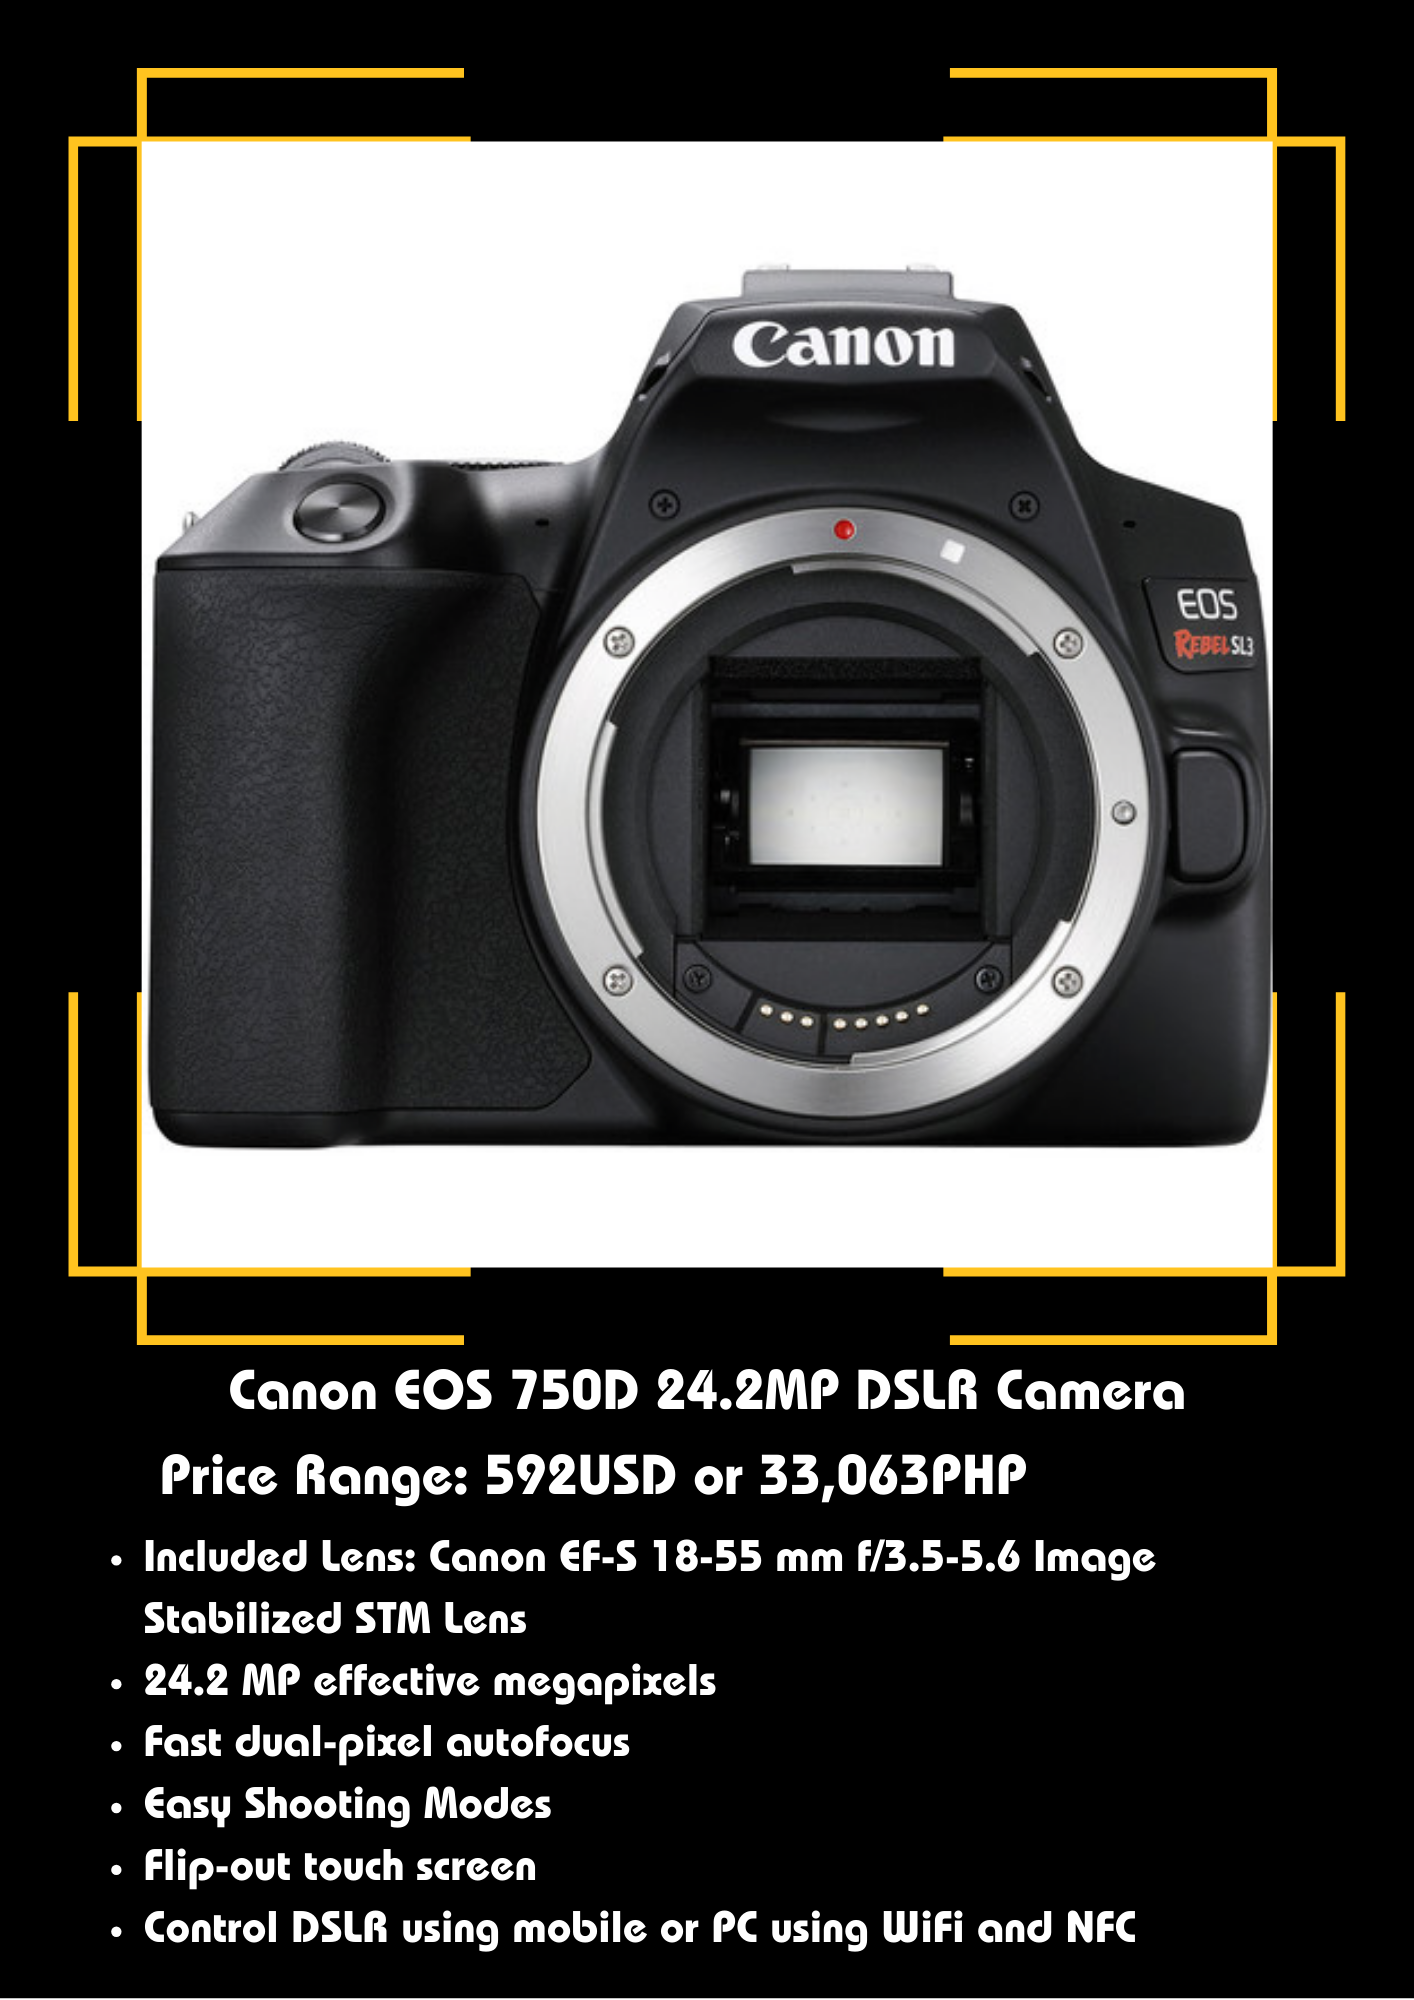 Canon
EOS
REBEL SL3
Canon EOS 750D 24.2MP DSLR Camera
Price Range: 592USD or 33,063PHP
• Included Lens: Canon EF-S 18-55 mm f/3.5-5.6 Image
Stabilized STM Lens
• 24.2 MP effective megapixels
• Fast dual-pixel autofocus
• Easy Shooting Modes
• Flip-out touch screen
• Control DSLR using mobile or PC using WiFi and NFC